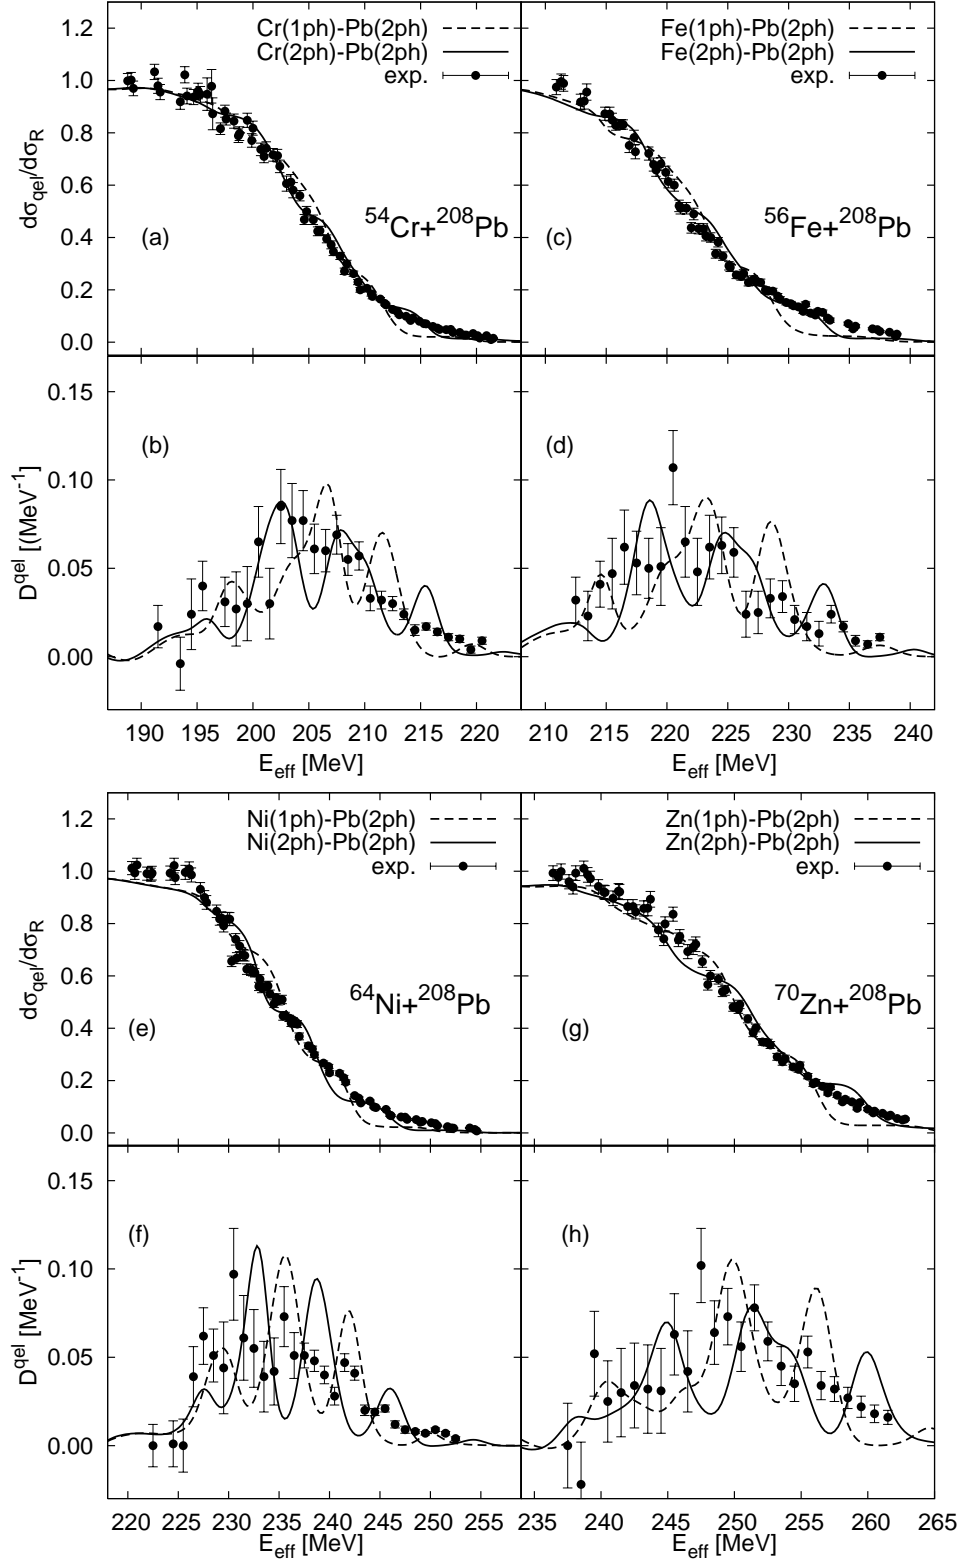 Cr(1ph)-Pb(2ph)
Cr(2ph)-Pb(2ph)
exp.
Fe(1ph)-Pb(2ph)
Fe(2ph)-Pb(2ph)
exp.
1.2
1.0
0.8
0.6
0.4
0.2
0.0
dσqel/dσR
(a)
⁵⁴Cr+²⁰⁸Pb
(c)
⁵⁶Fe+²⁰⁸Pb
0.15
0.10
0.05
0.00
D^qel [(MeV⁻¹]
(b)
(d)
190 195 200 205 210 215 220
210 215 220 225 230 235 240
E_eff [MeV]
E_eff [MeV]
Ni(1ph)-Pb(2ph)
Ni(2ph)-Pb(2ph)
exp.
Zn(1ph)-Pb(2ph)
Zn(2ph)-Pb(2ph)
exp.
1.2
1.0
0.8
0.6
0.4
0.2
0.0
dσqel/dσR
(e)
⁶⁴Ni+²⁰⁸Pb
(g)
⁷⁰Zn+²⁰⁸Pb
0.15
0.10
0.05
0.00
D^qel [MeV⁻¹]
(f)
(h)
220 225 230 235 240 245 250 255
235 240 245 250 255 260 265
E_eff [MeV]
E_eff [MeV]